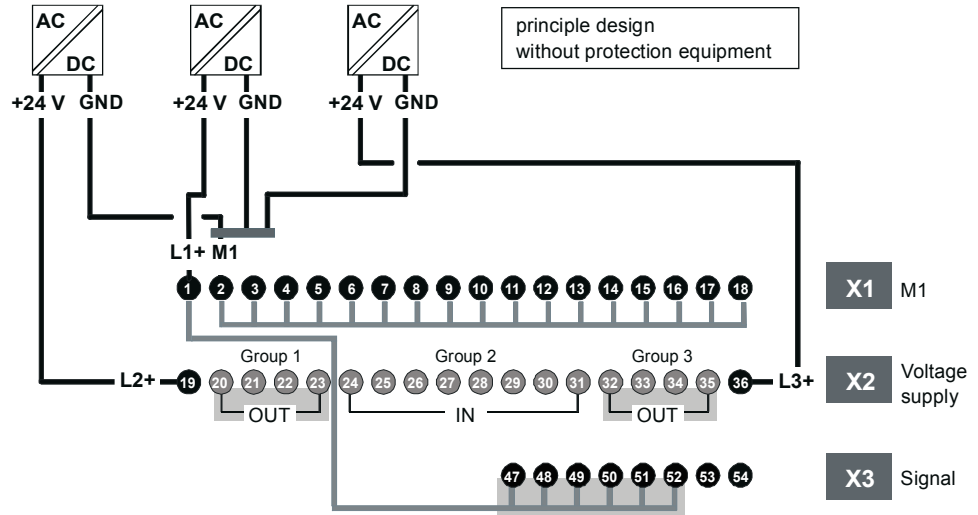 AC DC AC DC AC DC
principle design
without protection equipment
+24 V GND +24 V GND +24 V GND
L1+ M1
1 2 3 4 5 6 7 8 9 10 11 12 13 14 15 16 17 18
X1 M1
Group 1 Group 2 Group 3
L2+ 19 20 21 22 23 24 25 26 27 28 29 30 31 32 33 34 35 36 L3+
X2 Voltage
supply
OUT IN OUT
47 48 49 50 51 52 53 54
X3 Signal